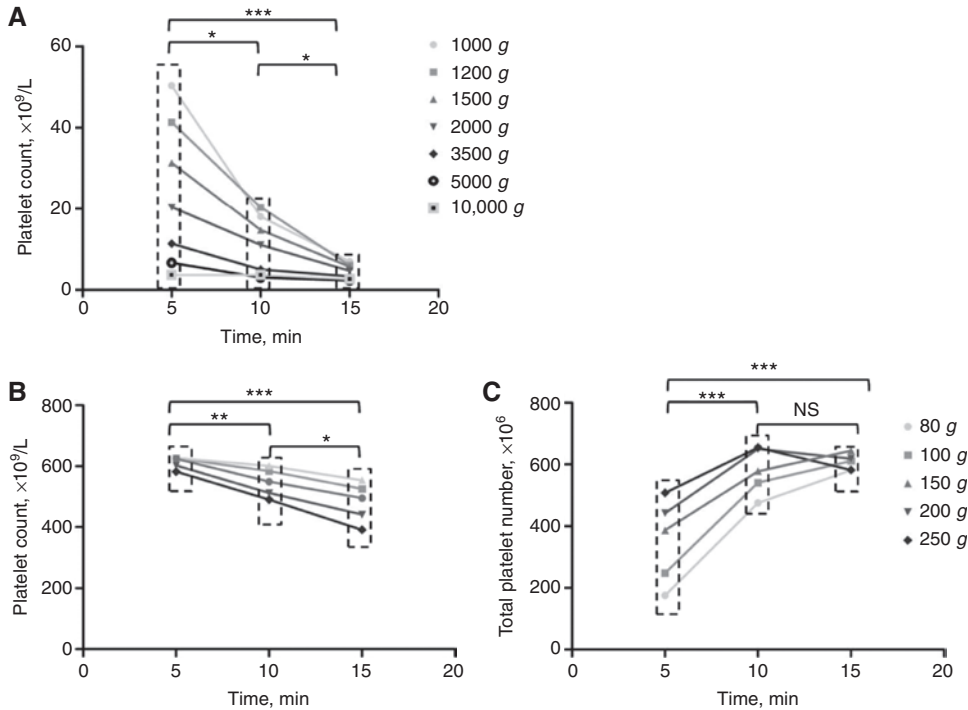 A
***
*
*
60
40
20
0
Platelet count, ×10⁹/L
0 5 10 15 20
Time, min
1000 g
1200 g
1500 g
2000 g
3500 g
5000 g
10,000 g
B
***
**
*
800
600
400
200
0
Platelet count, ×10⁹/L
0 5 10 15 20
Time, min
C
***
***
NS
800
600
400
200
0
Total platelet number, ×10⁶
0 5 10 15 20
Time, min
80 g
100 g
150 g
200 g
250 g